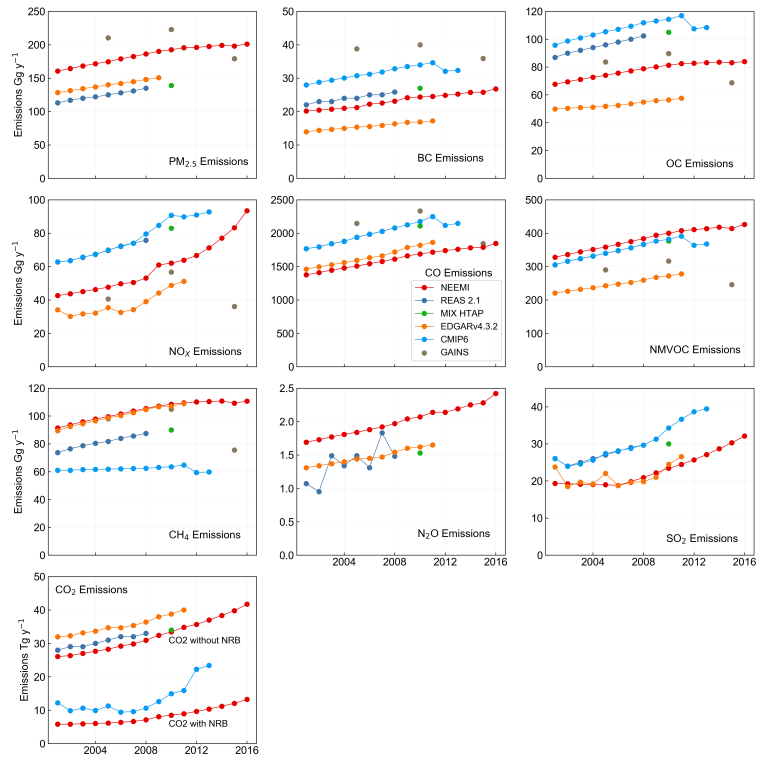 250
200
150
100
50
0
Emissions Gg y⁻¹
PM₂.₅ Emissions
50
40
30
20
10
0
BC Emissions
120
100
80
60
40
20
0
OC Emissions
100
80
60
40
20
0
Emissions Gg y⁻¹
NOₓ Emissions
2500
2000
1500
1000
500
0
CO Emissions
NEEMI
REAS 2.1
MIX HTAP
EDGARv4.3.2
CMIP6
GAINS
500
400
300
200
100
0
NMVOC Emissions
120
100
80
60
40
20
0
Emissions Gg y⁻¹
CH₄ Emissions
2.5
2.0
1.5
1.0
0.5
0.0
N₂O Emissions
2004 2008 2012 2016
40
30
20
10
0
SO₂ Emissions
2004 2008 2012 2016
50
40
30
20
10
0
Emissions Tg y⁻¹
CO₂ Emissions
CO2 without NRB
CO2 with NRB
2004 2008 2012 2016